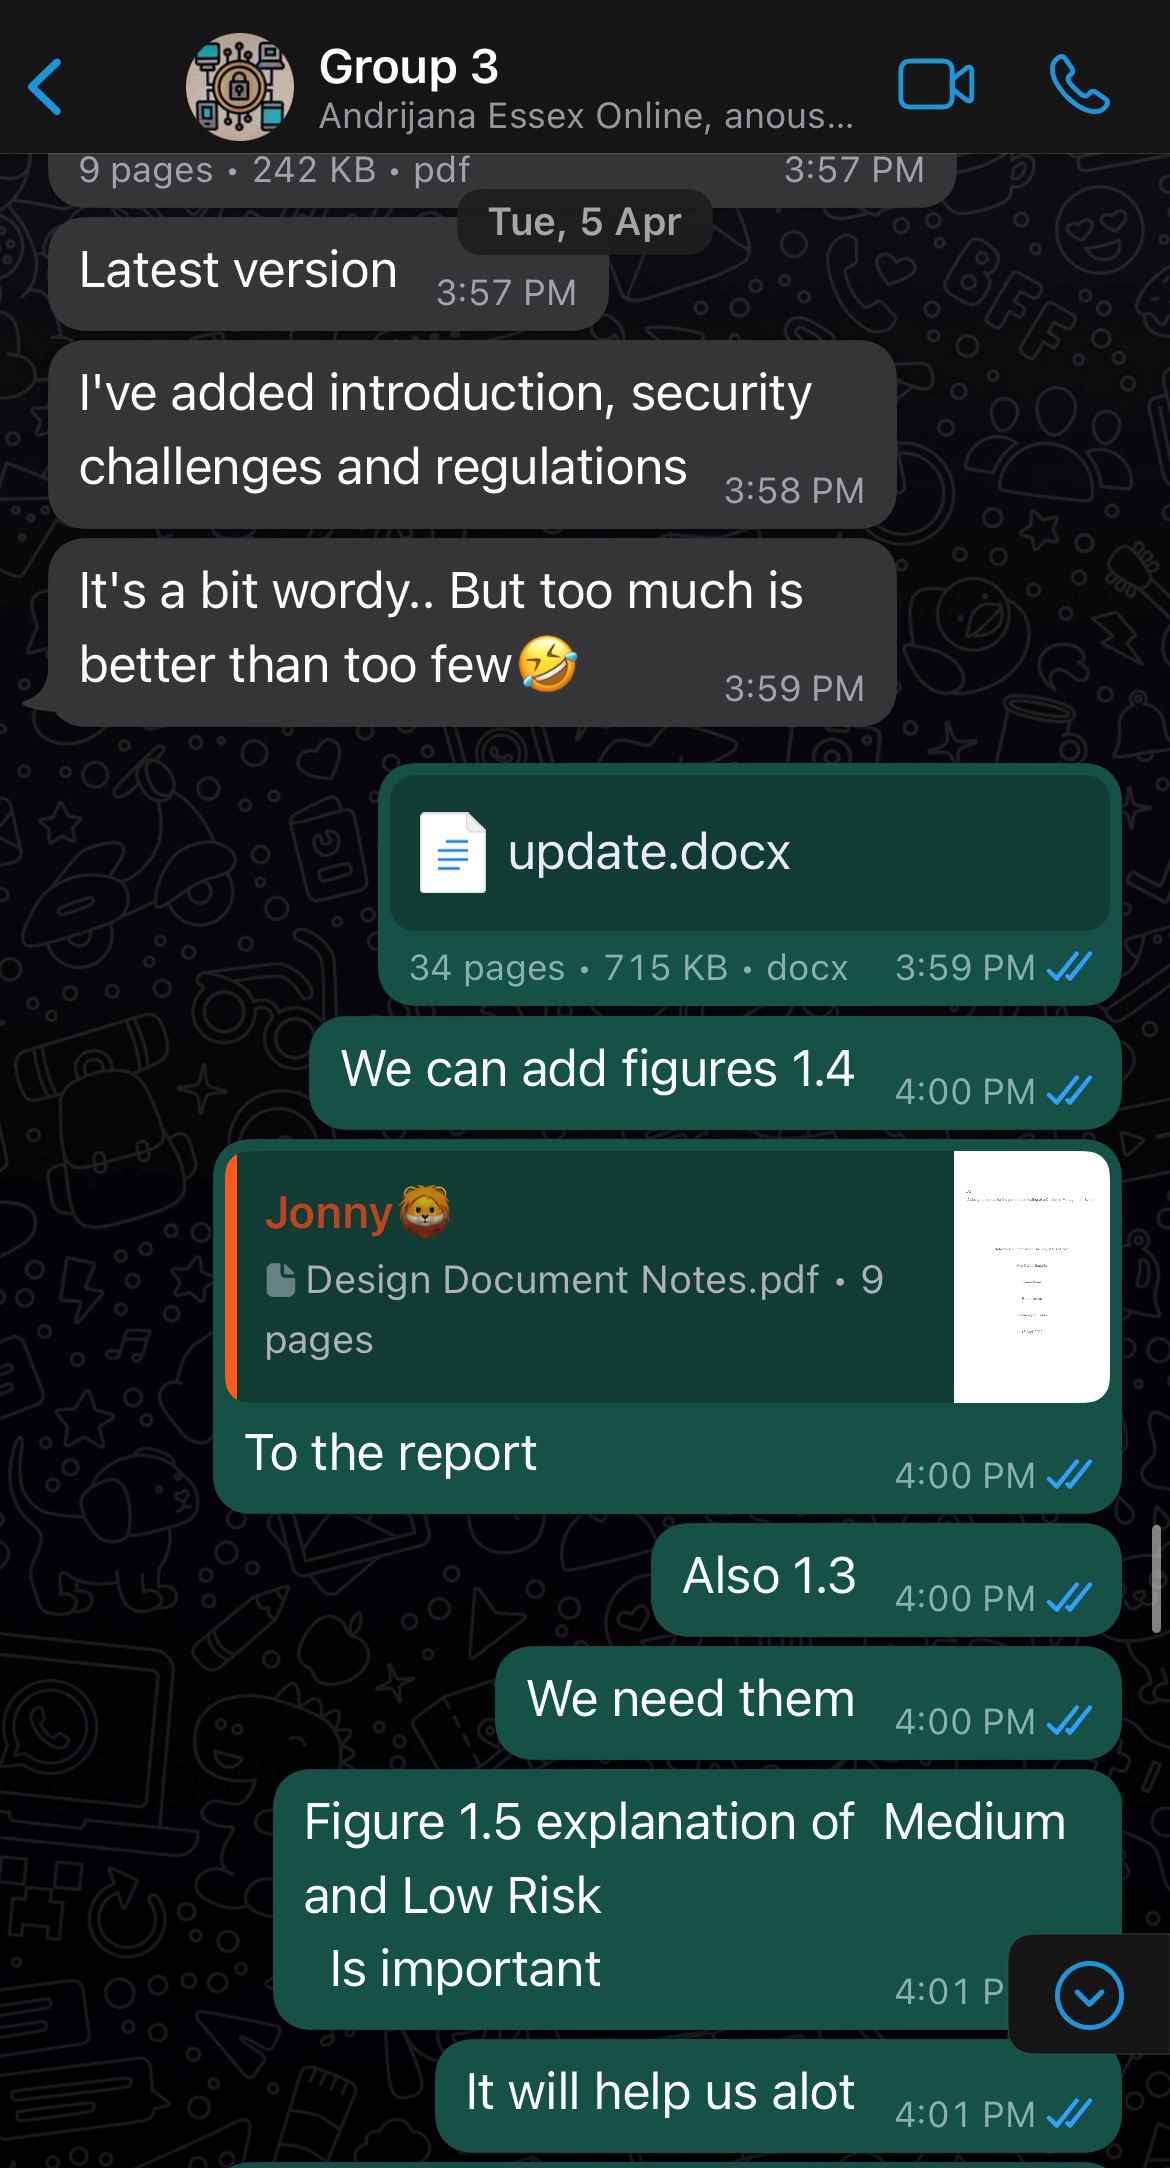 Group 3
Andrijana Essex Online, anous...
9 pages • 242 KB • pdf 3:57 PM
Tue, 5 Apr
Latest version 3:57 PM
I've added introduction, security
challenges and regulations 3:58 PM
It's a bit wordy.. But too much is
better than too few🤣 3:59 PM
update.docx
34 pages • 715 KB • docx 3:59 PM
We can add figures 1.4 4:00 PM
Jonny🦁
Design Document Notes.pdf • 9
pages
To the report 4:00 PM
Also 1.3 4:00 PM
We need them 4:00 PM
Figure 1.5 explanation of  Medium
and Low Risk
Is important 4:01 P
It will help us alot 4:01 PM